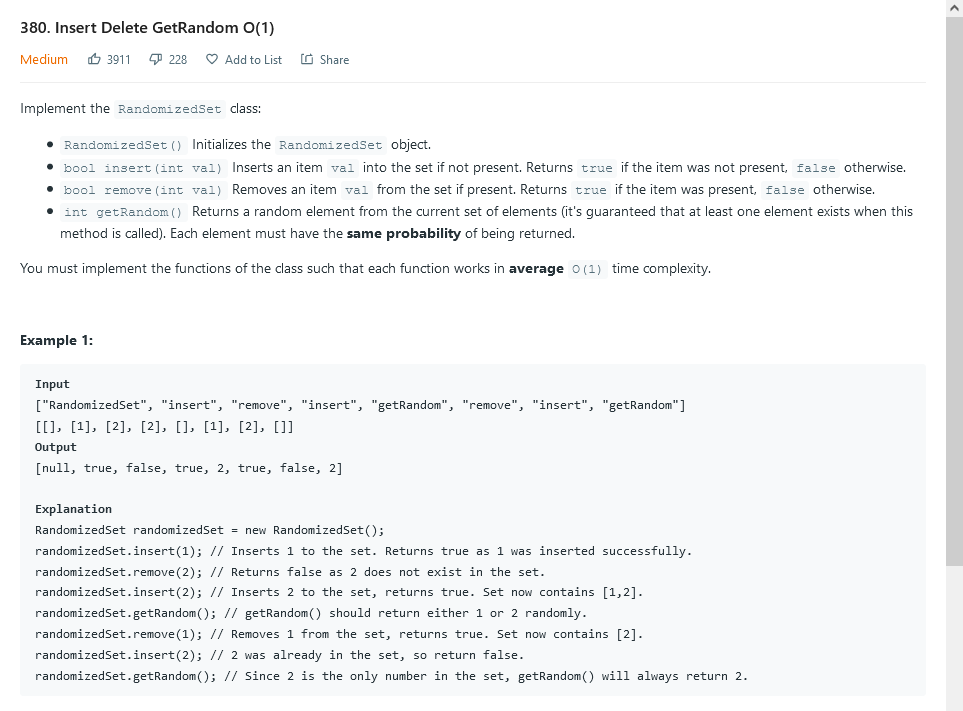 380. Insert Delete GetRandom O(1)
Medium 3911 228 Add to List Share
Implement the RandomizedSet class:
• RandomizedSet() Initializes the RandomizedSet object.
• bool insert(int val) Inserts an item val into the set if not present. Returns true if the item was not present, false otherwise.
• bool remove(int val) Removes an item val from the set if present. Returns true if the item was present, false otherwise.
• int getRandom() Returns a random element from the current set of elements (it's guaranteed that at least one element exists when this
method is called). Each element must have the same probability of being returned.
You must implement the functions of the class such that each function works in average O(1) time complexity.
Example 1:
Input
["RandomizedSet", "insert", "remove", "insert", "getRandom", "remove", "insert", "getRandom"]
[[], [1], [2], [2], [], [1], [2], []]
Output
[null, true, false, true, 2, true, false, 2]
Explanation
RandomizedSet randomizedSet = new RandomizedSet();
randomizedSet.insert(1); // Inserts 1 to the set. Returns true as 1 was inserted successfully.
randomizedSet.remove(2); // Returns false as 2 does not exist in the set.
randomizedSet.insert(2); // Inserts 2 to the set, returns true. Set now contains [1,2].
randomizedSet.getRandom(); // getRandom() should return either 1 or 2 randomly.
randomizedSet.remove(1); // Removes 1 from the set, returns true. Set now contains [2].
randomizedSet.insert(2); // 2 was already in the set, so return false.
randomizedSet.getRandom(); // Since 2 is the only number in the set, getRandom() will always return 2.